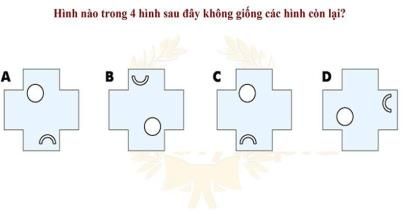 Hình nào trong 4 hình sau đây không giống các hình còn lại?
A B C D